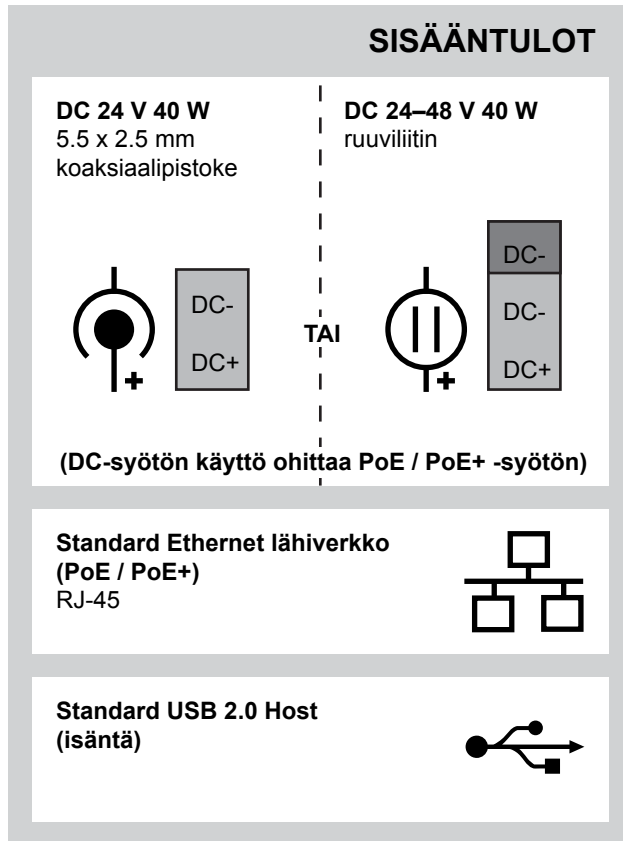 SISÄÄNTULOT
DC 24 V 40 W
5.5 x 2.5 mm
koaksiaalipistoke
DC-
DC+
+
TAI
DC 24–48 V 40 W
ruuviliitin
DC-
DC-
DC+
+
(DC-syötön käyttö ohittaa PoE / PoE+ -syötön)
Standard Ethernet lähiverkko
(PoE / PoE+)
RJ-45
Standard USB 2.0 Host
(isäntä)